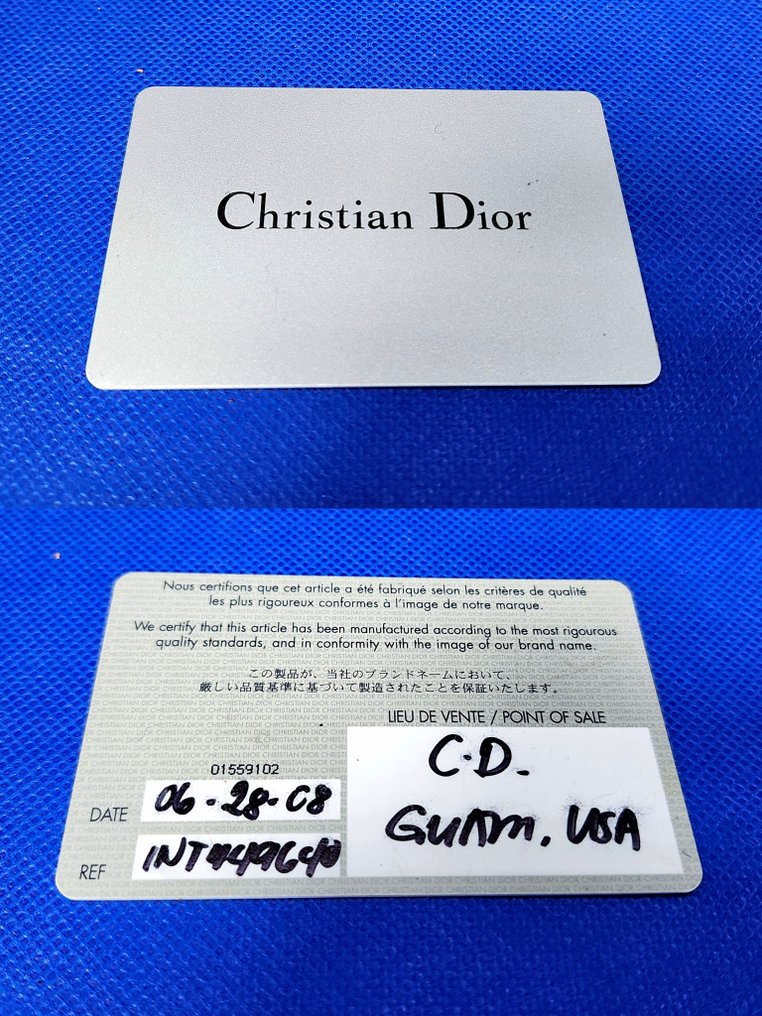 Christian Dior
Nous certifions que cet article a été fabriqué selon les critères de qualité
les plus rigoureux conformes à l'image de notre marque.
We certify that this article has been manufactured according to the most rigourous
quality standards, and in conformity with the image of our brand name.
この製品が、当社のブランドネームにおいて、
厳しい品質基準に基づいて製造されたことを保証いたします。
LIEU DE VENTE / POINT OF SALE
C.D.
GUAM, USA
01559102
DATE 06-28-08
REF